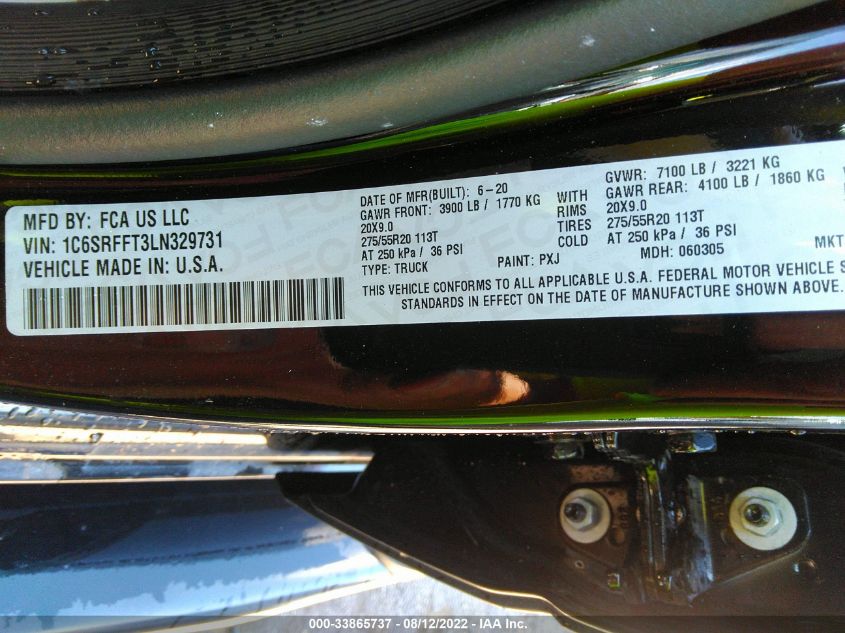 MFD BY: FCA US LLC
VIN: 1C6SRFFT3LN329731
VEHICLE MADE IN: U.S.A.
DATE OF MFR(BUILT): 6-20
GAWR FRONT: 3900 LB / 1770 KG
20X9.0
275/55R20 113T
AT 250 kPa / 36 PSI
TYPE: TRUCK
WITH
RIMS
TIRES
COLD
PAINT: PXJ
GVWR: 7100 LB / 3221 KG
GAWR REAR: 4100 LB / 1860 KG
20X9.0
275/55R20 113T
AT 250 kPa / 36 PSI
MDH: 060305
MKT
THIS VEHICLE CONFORMS TO ALL APPLICABLE U.S.A. FEDERAL MOTOR VEHICLE S
STANDARDS IN EFFECT ON THE DATE OF MANUFACTURE SHOWN ABOVE.
000-33865737 - 08/12/2022 - IAA Inc.